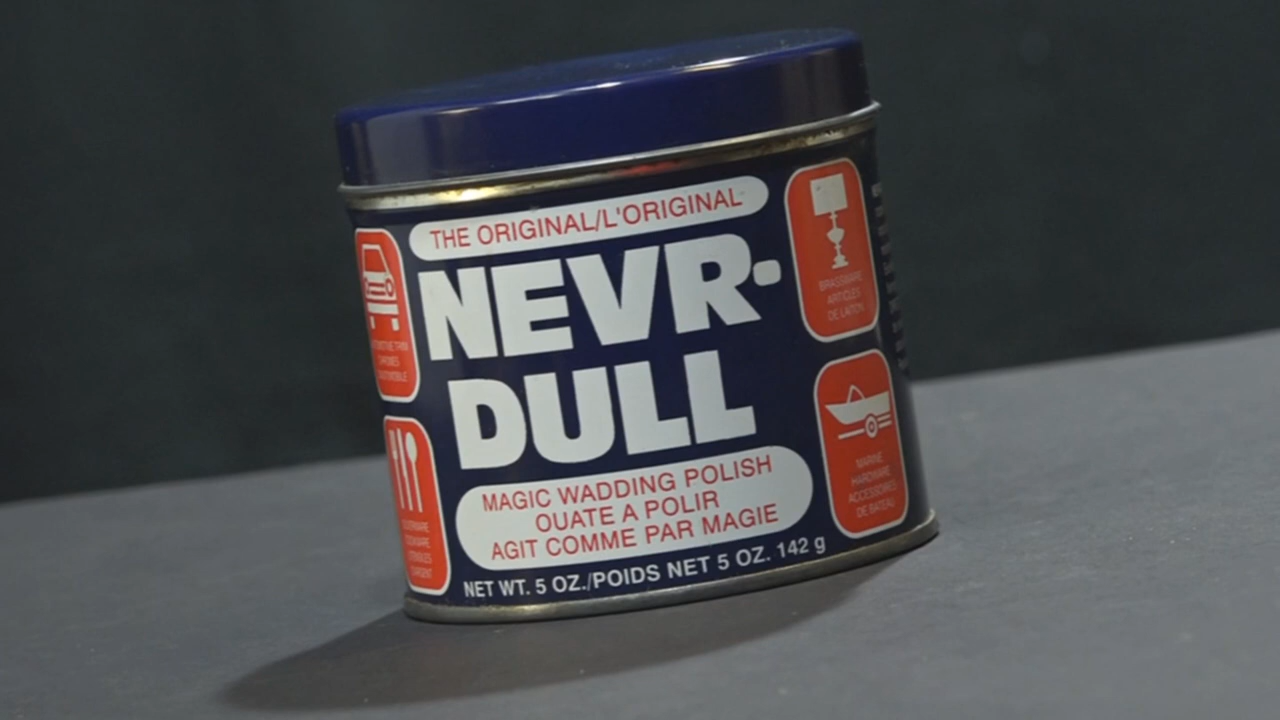 THE ORIGINAL/L'ORIGINAL
NEVR-
DULL
MAGIC WADDING POLISH
OUATE A POLIR
AGIT COMME PAR MAGIE
NET WT. 5 OZ./POIDS NET 5 OZ. 142 g
BRASSWARE
ARTICLES
DE LAITON
MARINE
HARDWARE
ACCESSOIRES
DE BATEAU